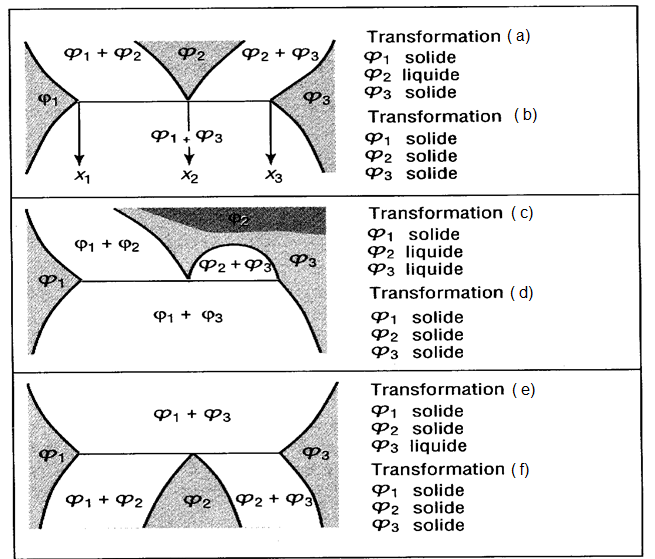 φ1 + φ2 φ2 φ2 + φ3
φ1 φ3
φ1 + φ3
x1 x2 x3
Transformation (a)
φ1 solide
φ2 liquide
φ3 solide
Transformation (b)
φ1 solide
φ2 solide
φ3 solide
φ2
φ1 + φ2
φ2 + φ3 φ3
φ1
φ1 + φ3
Transformation (c)
φ1 solide
φ2 liquide
φ3 liquide
Transformation (d)
φ1 solide
φ2 solide
φ3 solide
φ1 + φ3
φ1 φ3
φ1 + φ2 φ2 φ2 + φ3
Transformation (e)
φ1 solide
φ2 solide
φ3 liquide
Transformation (f)
φ1 solide
φ2 solide
φ3 solide